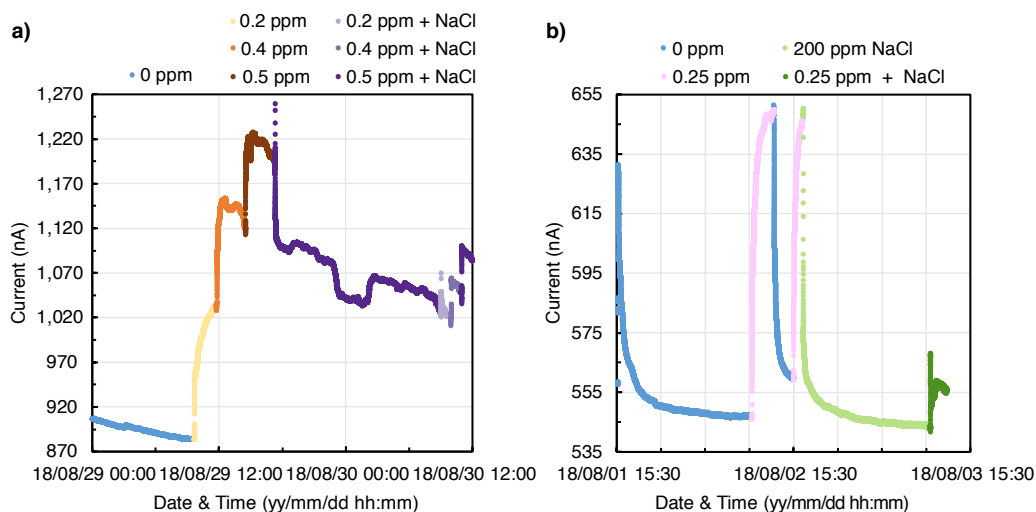 a)
0.2 ppm 0.2 ppm + NaCl
0.4 ppm 0.4 ppm + NaCl
0 ppm 0.5 ppm 0.5 ppm + NaCl
1,270
1,220
1,170
1,120
1,070
1,020
970
920
870
Current (nA)
18/08/29 00:00 18/08/29 12:00 18/08/30 00:00 18/08/30 12:00
Date & Time (yy/mm/dd hh:mm)
b)
0 ppm 200 ppm NaCl
0.25 ppm 0.25 ppm + NaCl
655
635
615
595
575
555
535
Current (nA)
18/08/01 15:30 18/08/02 15:30 18/08/03 15:30
Date & Time (yy/mm/dd hh:mm)